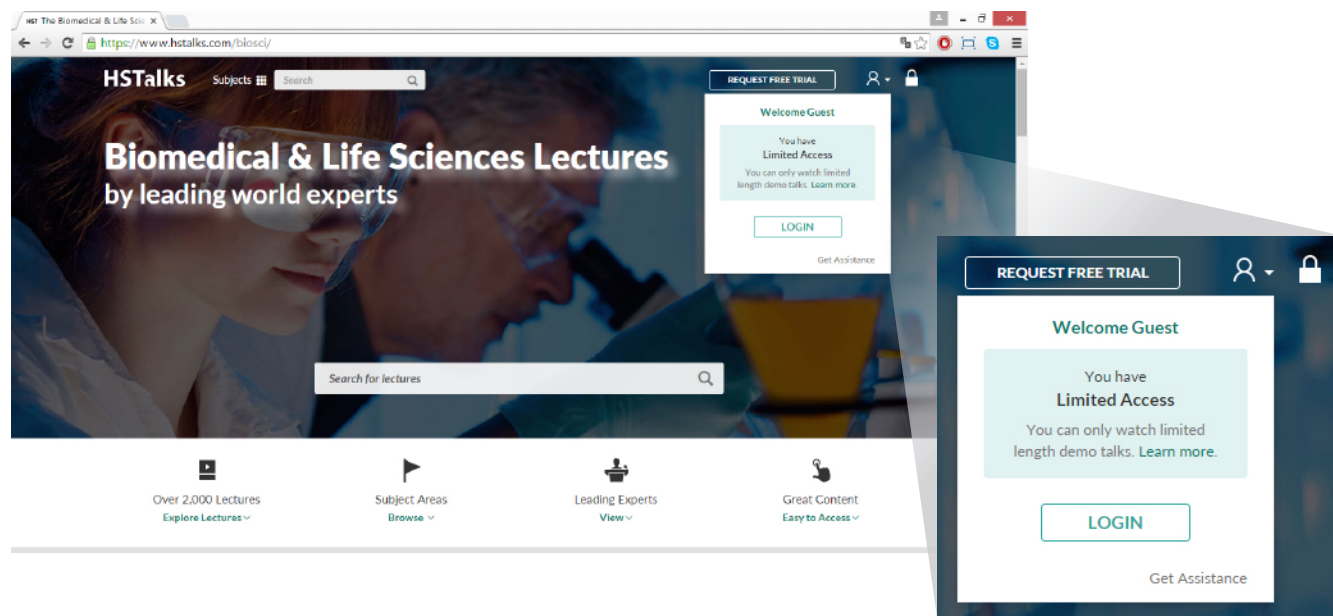 HST The Biomedical & Life Scie
https://www.hstalks.com/biosci/
HSTalks Subjects Search REQUEST FREE TRIAL
Biomedical & Life Sciences Lectures
by leading world experts
Welcome Guest
You have
Limited Access
You can only watch limited
length demo talks. Learn more.
LOGIN
Get Assistance
Search for lectures
Over 2,000 Lectures
Explore Lectures
Subject Areas
Browse
Leading Experts
View
Great Content
Easy to Access
REQUEST FREE TRIAL
Welcome Guest
You have
Limited Access
You can only watch limited
length demo talks. Learn more.
LOGIN
Get Assistance